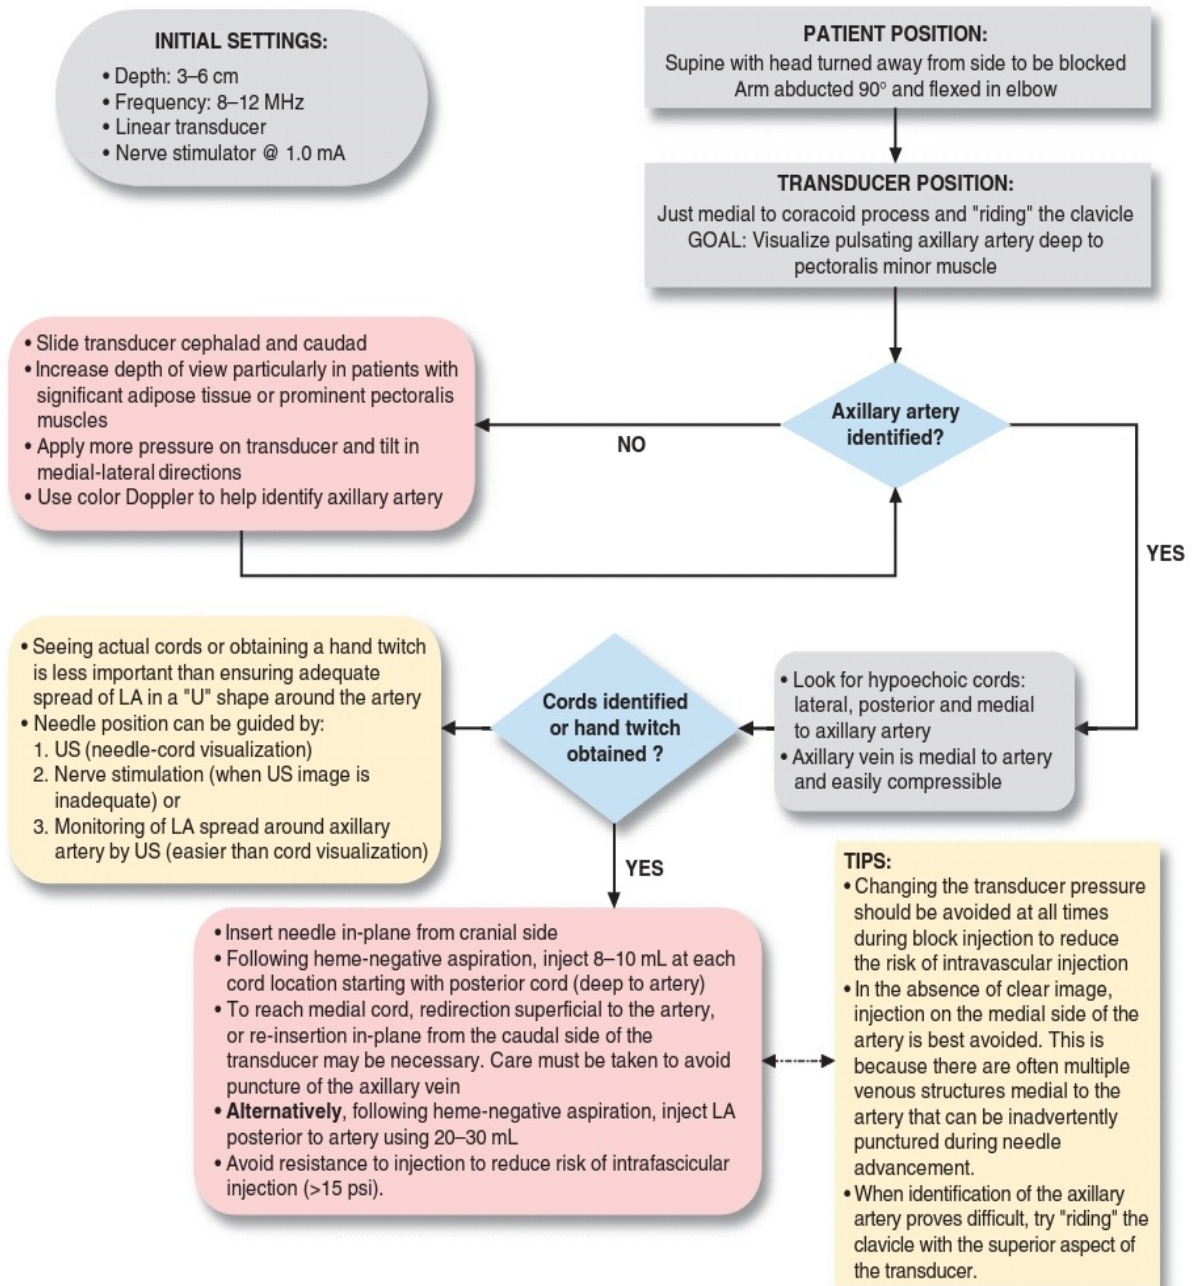 INITIAL SETTINGS:
• Depth: 3–6 cm
• Frequency: 8–12 MHz
• Linear transducer
• Nerve stimulator @ 1.0 mA
PATIENT POSITION:
Supine with head turned away from side to be blocked
Arm abducted 90° and flexed in elbow
TRANSDUCER POSITION:
Just medial to coracoid process and "riding" the clavicle
GOAL: Visualize pulsating axillary artery deep to
pectoralis minor muscle
Axillary artery
identified?
NO
• Slide transducer cephalad and caudad
• Increase depth of view particularly in patients with
significant adipose tissue or prominent pectoralis
muscles
• Apply more pressure on transducer and tilt in
medial-lateral directions
• Use color Doppler to help identify axillary artery
YES
• Look for hypoechoic cords:
lateral, posterior and medial
to axillary artery
• Axillary vein is medial to artery
and easily compressible
Cords identified
or hand twitch
obtained ?
• Seeing actual cords or obtaining a hand twitch
is less important than ensuring adequate
spread of LA in a "U" shape around the artery
• Needle position can be guided by:
1. US (needle-cord visualization)
2. Nerve stimulation (when US image is
inadequate) or
3. Monitoring of LA spread around axillary
artery by US (easier than cord visualization)
YES
• Insert needle in-plane from cranial side
• Following heme-negative aspiration, inject 8–10 mL at each
cord location starting with posterior cord (deep to artery)
• To reach medial cord, redirection superficial to the artery,
or re-insertion in-plane from the caudal side of the
transducer may be necessary. Care must be taken to avoid
puncture of the axillary vein
• Alternatively, following heme-negative aspiration, inject LA
posterior to artery using 20–30 mL
• Avoid resistance to injection to reduce risk of intrafascicular
injection (>15 psi).
TIPS:
• Changing the transducer pressure
should be avoided at all times
during block injection to reduce
the risk of intravascular injection
• In the absence of clear image,
injection on the medial side of the
artery is best avoided. This is
because there are often multiple
venous structures medial to the
artery that can be inadvertently
punctured during needle
advancement.
• When identification of the axillary
artery proves difficult, try "riding" the
clavicle with the superior aspect of
the transducer.